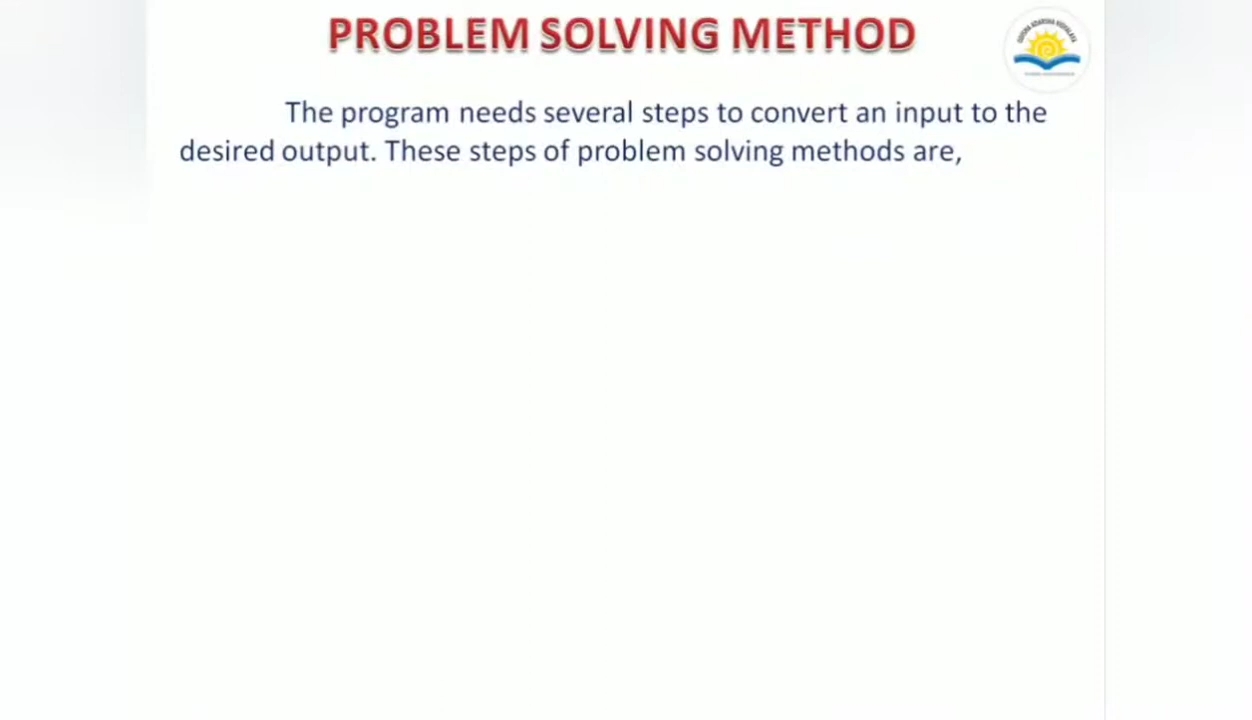 PROBLEM SOLVING METHOD
The program needs several steps to convert an input to the
desired output. These steps of problem solving methods are,